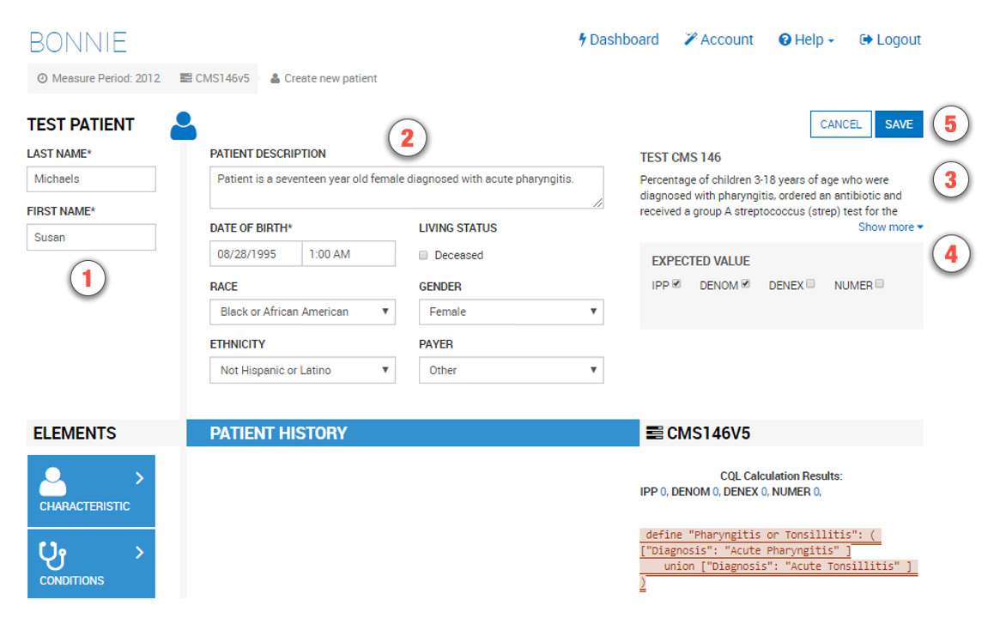 BONNIE
Dashboard Account Help Logout
Measure Period: 2012 CMS146v5 Create new patient
TEST PATIENT
LAST NAME*
Michaels
FIRST NAME*
Susan
1
2
PATIENT DESCRIPTION
Patient is a seventeen year old female diagnosed with acute pharyngitis.
DATE OF BIRTH*
08/28/1995 1:00 AM
LIVING STATUS
Deceased
RACE
Black or African American
GENDER
Female
ETHNICITY
Not Hispanic or Latino
PAYER
Other
CANCEL SAVE 5
TEST CMS 146
Percentage of children 3-18 years of age who were
diagnosed with pharyngitis, ordered an antibiotic and
received a group A streptococcus (strep) test for the
Show more
3
4
EXPECTED VALUE
IPP DENOM DENEX NUMER
ELEMENTS
CHARACTERISTIC
CONDITIONS
PATIENT HISTORY
CMS146V5
CQL Calculation Results:
IPP 0, DENOM 0, DENEX 0, NUMER 0,
define "Pharyngitis or Tonsillitis": (
["Diagnosis": "Acute Pharyngitis" ]
union ["Diagnosis": "Acute Tonsillitis" ]
)